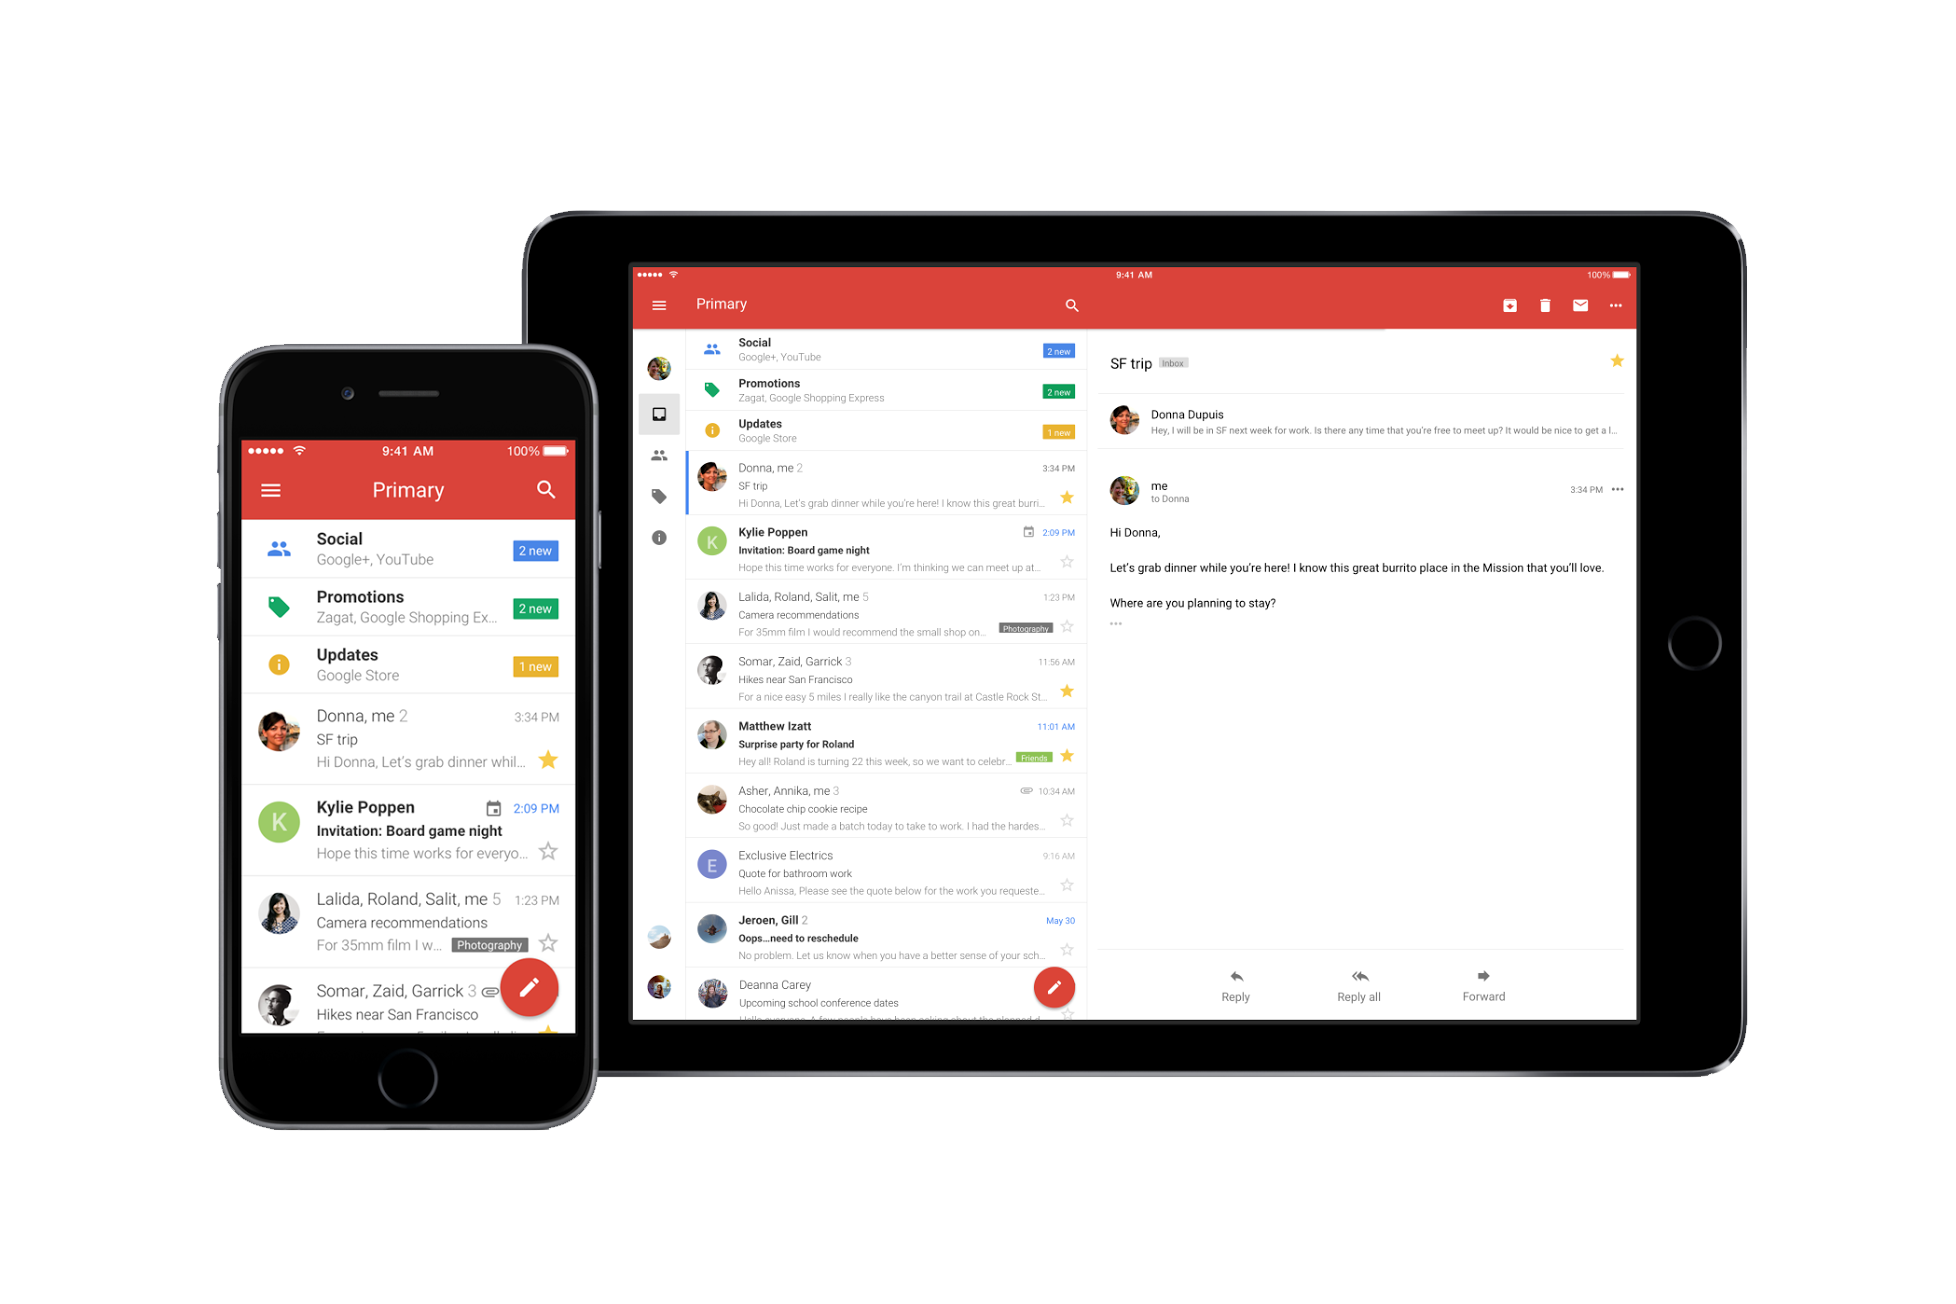 9:41 AM
100%
Primary
Social
Google+, YouTube
2 new
Promotions
Zagat, Google Shopping Ex...
2 new
Updates
Google Store
1 new
Donna, me 2
3:34 PM
SF trip
Hi Donna, Let's grab dinner whil...
K
Kylie Poppen
2:09 PM
Invitation: Board game night
Hope this time works for everyo...
Lalida, Roland, Salit, me 5
1:23 PM
Camera recommendations
For 35mm film I w...
Photography
Somar, Zaid, Garrick 3
Hikes near San Francisco
9:41 AM
100%
Primary
Social
Google+, YouTube
2 new
Promotions
Zagat, Google Shopping Express
2 new
Updates
Google Store
1 new
Donna, me 2
3:34 PM
SF trip
Hi Donna, Let's grab dinner while you're here! I know this great burri...
K
Kylie Poppen
2:09 PM
Invitation: Board game night
Hope this time works for everyone. I'm thinking we can meet up at...
Lalida, Roland, Salit, me 5
1:23 PM
Camera recommendations
For 35mm film I would recommend the small shop on...
Photography
Somar, Zaid, Garrick 3
11:56 AM
Hikes near San Francisco
For a nice easy 5 miles I really like the canyon trail at Castle Rock St...
Matthew Izatt
11:01 AM
Surprise party for Roland
Hey all! Roland is turning 22 this week, so we want to celebr...
Friends
Asher, Annika, me 3
10:34 AM
Chocolate chip cookie recipe
So good! Just made a batch today to take to work. I had the hardes...
E
Exclusive Electrics
9:16 AM
Quote for bathroom work
Hello Anissa, Please see the quote below for the work you requeste...
Jeroen, Gill 2
May 30
Oops...need to reschedule
No problem. Let us know when you have a better sense of your sch...
Deanna Carey
Upcoming school conference dates
SF trip
Inbox
Donna Dupuis
Hey, I will be in SF next week for work. Is there any time that you're free to meet up? It would be nice to get a l...
me
to Donna
3:34 PM
Hi Donna,
Let's grab dinner while you're here! I know this great burrito place in the Mission that you'll love.
Where are you planning to stay?
Reply
Reply all
Forward